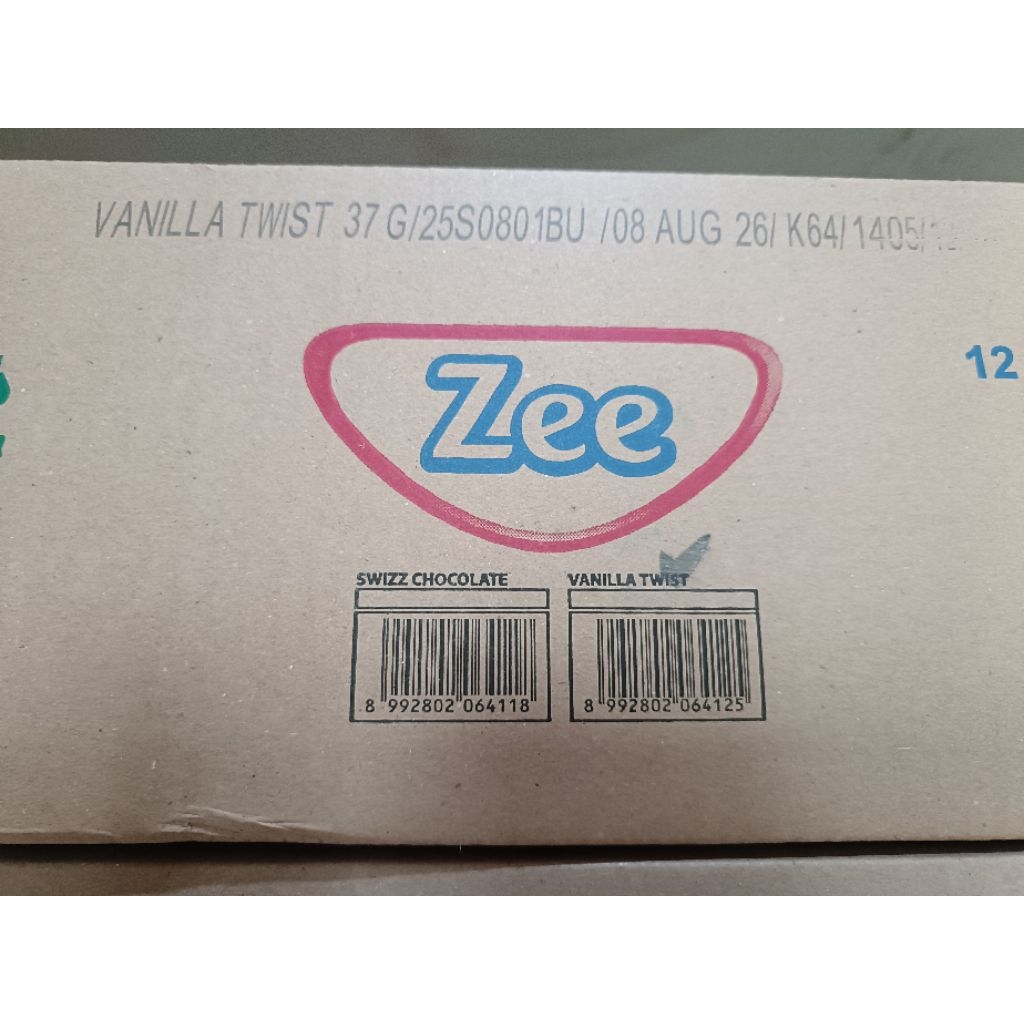 VANILLA TWIST 37 G/25S0801BU /08 AUG 26/ K64/1405/
Zee
12
SWIZZ CHOCOLATE
VANILLA TWIST
8 992802 064118
8 992802 064125